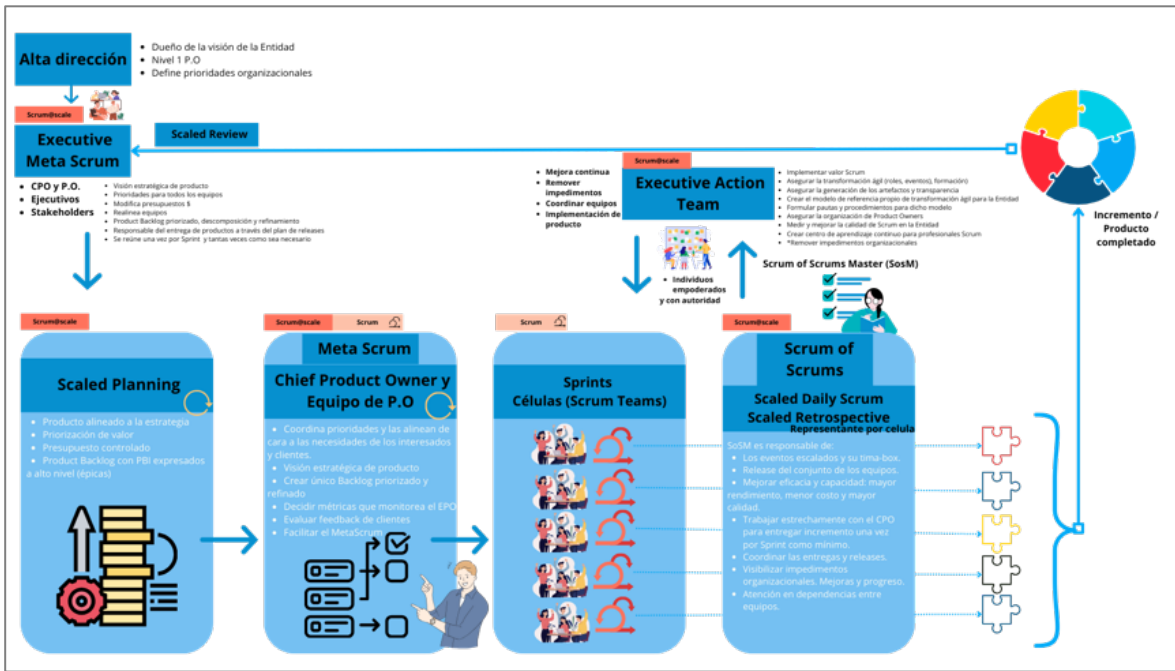 Alta dirección
Dueño de la visión de la Entidad
Nivel 1 P.O
Define prioridades organizacionales
Scrum@scale
Executive
Meta Scrum
Scaled Review
CPO y P.O.
Ejecutivos
Stakeholders
Visión estratégica de producto
Prioridades para todos los equipos
Modifica presupuestos $
Realinea equipos
Product Backlog priorizado, descomposición y refinamiento
Responsable del entrega de productos a través del plan de releases
Se reúne una vez por Sprint y tantas veces como sea necesario
Mejora continua
Remover
impedimentos
Coordinar equipos
Implementación de
producto
Scrum@scale
Executive Action
Team
Implementar valor Scrum
Asegurar la transformación ágil (roles, eventos), formación)
Asegurar la generación de los artefactos y transparencia
Crear el modelo de referencia propio de transformación ágil para la Entidad
Formular pautas y procedimientos para dicho modelo
Asegurar la organización de Product Owners
Medir y mejorar la calidad de Scrum en la Entidad
Crear centro de aprendizaje continuo para profesionales Scrum
*Remover impedimentos organizacionales
Individuos
empoderados
y con autoridad
Scrum of Scrums Master (SosM)
Incremento /
Producto
completado
Scrum@scale
Scaled Planning
Producto alineado a la estrategia
Priorización de valor
Presupuesto controlado
Product Backlog con PBI expresados
a alto nivel (épicas)
Scrum@scale
Scrum
Meta Scrum
Chief Product Owner y
Equipo de P.O
Coordina prioridades y las alinean de
cara a las necesidades de los interesados
y clientes.
Visión estratégica de producto
Crear único Backlog priorizado y
refinado
Decidir métricas que monitorea el EPO
Evaluar feedback de clientes
Facilitar el MetaScrum
Scrum
Sprints
Células (Scrum Teams)
Scrum@scale
Scrum of
Scrums
Scaled Daily Scrum
Scaled Retrospective
Representante por celula
SoSM es responsable de:
Los eventos escalados y su tima-box.
Release del conjunto de los equipos.
Mejorar eficacia y capacidad: mayor
rendimiento, menor costo y mayor
calidad.
Trabajar estrechamente con el CPO
para entregar incremento una vez
por Sprint como mínimo.
Coordinar las entregas y releases.
Visibilizar impedimentos
organizacionales. Mejoras y progreso.
Atención en dependencias entre
equipos.